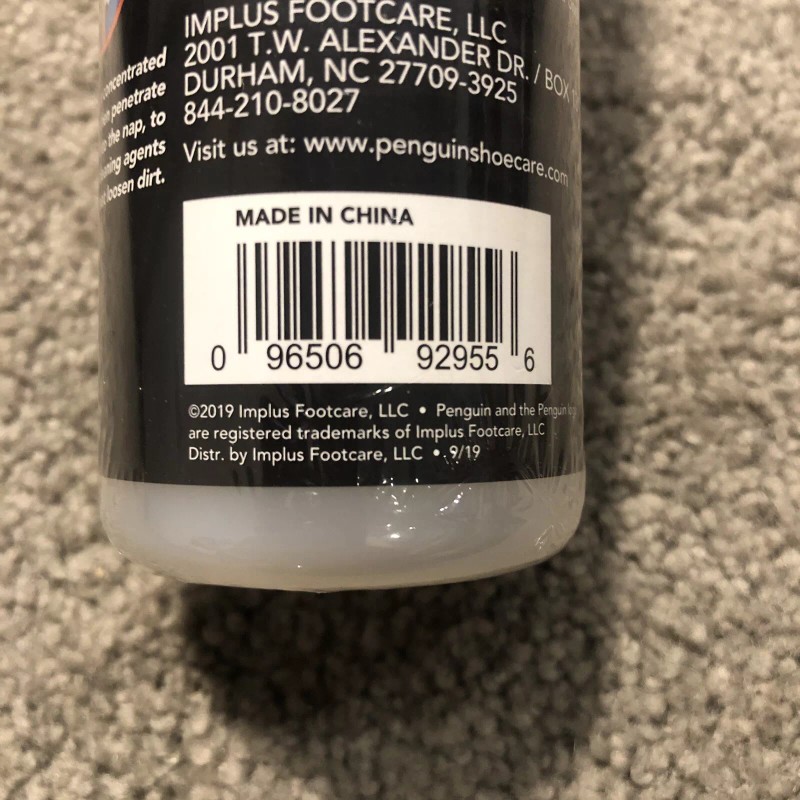 IMPLUS FOOTCARE, LLC
2001 T.W. ALEXANDER DR. / BOX
DURHAM, NC 27709-3925
844-210-8027
Visit us at: www.penguinshoecare.com
concentrated
penetrate
the nap, to
agents
loosen dirt.
MADE IN CHINA
0 96506 92955 6
©2019 Implus Footcare, LLC • Penguin and the Penguin
are registered trademarks of Implus Footcare, LLC
Distr. by Implus Footcare, LLC • 9/19